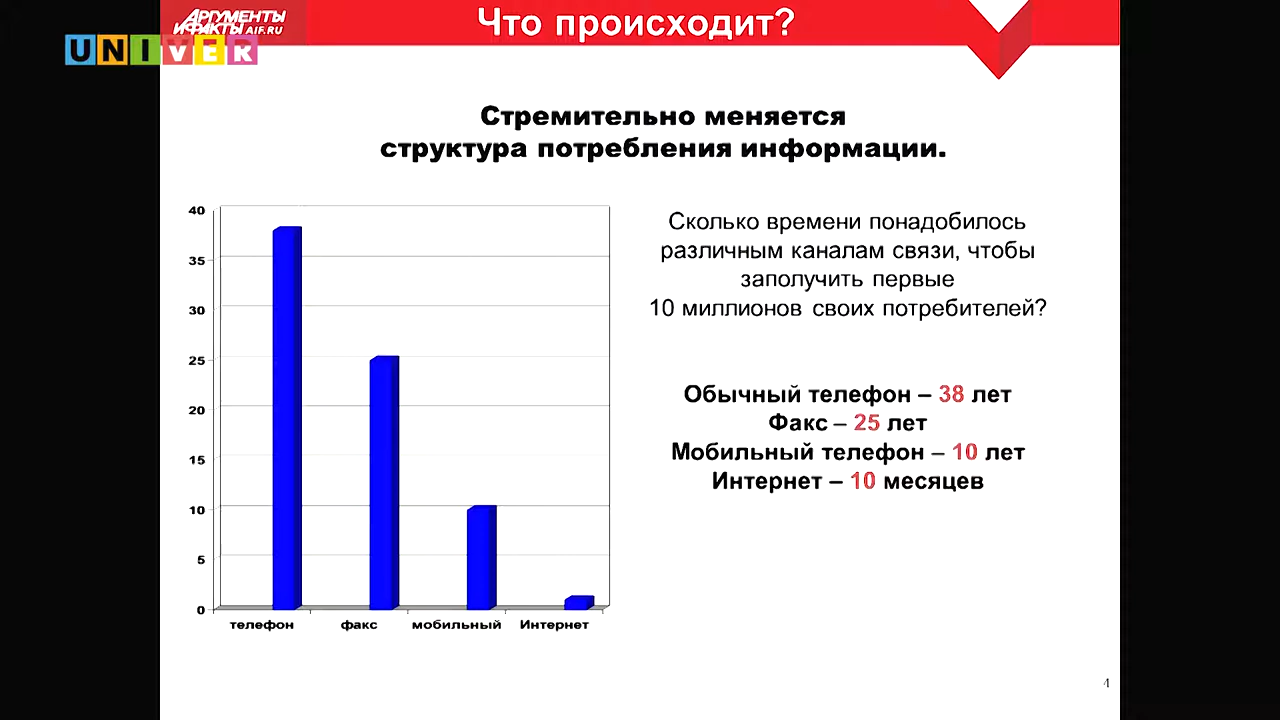 АРГУМЕНТЫ
И ФАКТЫ AIF.RU
UNIVER
Что происходит?
Стремительно меняется
структура потребления информации.
40
35
30
25
20
15
10
5
0
телефон факс мобильный Интернет
Сколько времени понадобилось
различным каналам связи, чтобы
заполучить первые
10 миллионов своих потребителей?
Обычный телефон – 38 лет
Факс – 25 лет
Мобильный телефон – 10 лет
Интернет – 10 месяцев
4